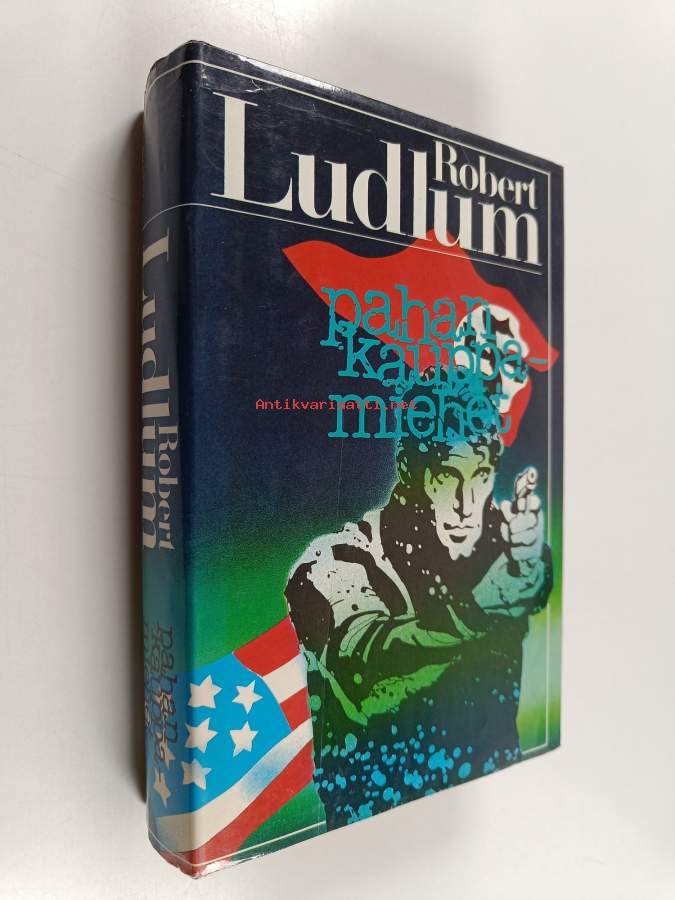 Robert
Ludlum
pahan
kauppa-
miehet
Antikvariaatti.net
Ludlum
Robert
pahan
kauppa-
miehet